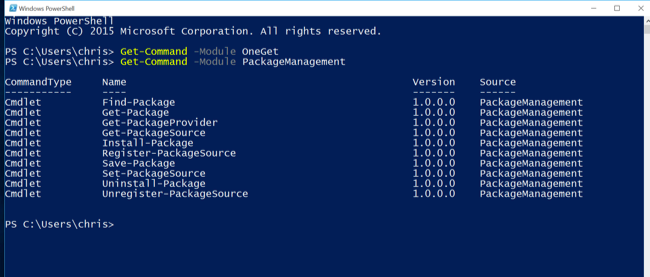 Windows PowerShell
Windows PowerShell
Copyright (C) 2015 Microsoft Corporation. All rights reserved.
PS C:\Users\chris> Get-Command -Module OneGet
PS C:\Users\chris> Get-Command -Module PackageManagement
CommandType     Name                                               Version    Source
-----------     ----                                               -------    ------
Cmdlet          Find-Package                                       1.0.0.0    PackageManagement
Cmdlet          Get-Package                                        1.0.0.0    PackageManagement
Cmdlet          Get-PackageProvider                                1.0.0.0    PackageManagement
Cmdlet          Get-PackageSource                                  1.0.0.0    PackageManagement
Cmdlet          Install-Package                                    1.0.0.0    PackageManagement
Cmdlet          Register-PackageSource                             1.0.0.0    PackageManagement
Cmdlet          Save-Package                                       1.0.0.0    PackageManagement
Cmdlet          Set-PackageSource                                  1.0.0.0    PackageManagement
Cmdlet          Uninstall-Package                                  1.0.0.0    PackageManagement
Cmdlet          Unregister-PackageSource                           1.0.0.0    PackageManagement
PS C:\Users\chris>